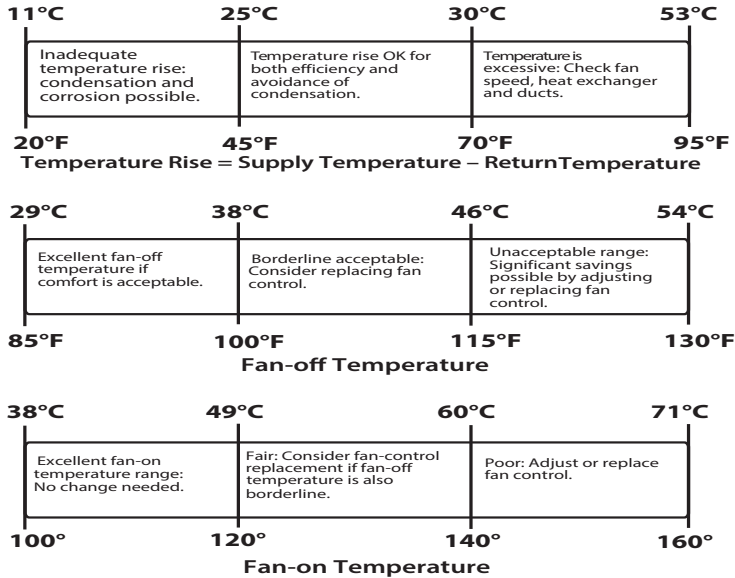 11°C 25°C 30°C 53°C
Inadequate
temperature rise:
condensation and
corrosion possible.
Temperature rise OK for
both efficiency and
avoidance of
condensation.
Temperature is
excessive: Check fan
speed, heat exchanger
and ducts.
20°F 45°F 70°F 95°F
Temperature Rise = Supply Temperature – Return Temperature
29°C 38°C 46°C 54°C
Excellent fan-off
temperature if
comfort is acceptable.
Borderline acceptable:
Consider replacing fan
control.
Unacceptable range:
Significant savings
possible by adjusting
or replacing fan
control.
85°F 100°F 115°F 130°F
Fan-off Temperature
38°C 49°C 60°C 71°C
Excellent fan-on
temperature range:
No change needed.
Fair: Consider fan-control
replacement if fan-off
temperature is also
borderline.
Poor: Adjust or replace
fan control.
100° 120° 140° 160°
Fan-on Temperature